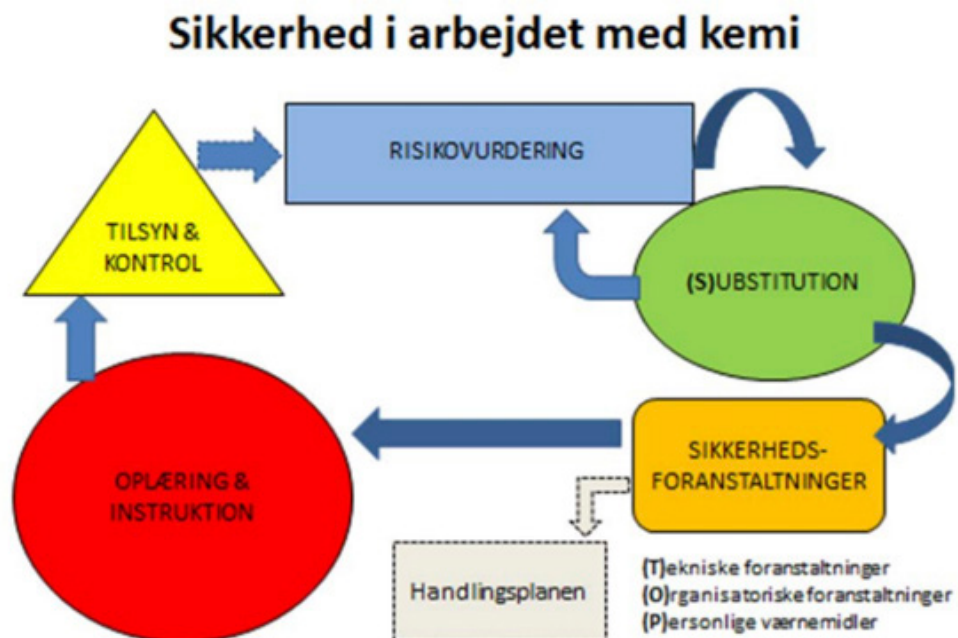 Sikkerhed i arbejdet med kemi
RISIKOVURDERING
TILSYN &
KONTROL
(S)UBSTITUTION
SIKKERHEDS-
FORANSTALTNINGER
OPLÆRING &
INSTRUKTION
Handlingsplanen
(T)ekniske foranstaltninger
(O)rganisatoriske foranstaltninger
(P)ersonlige værnemidler